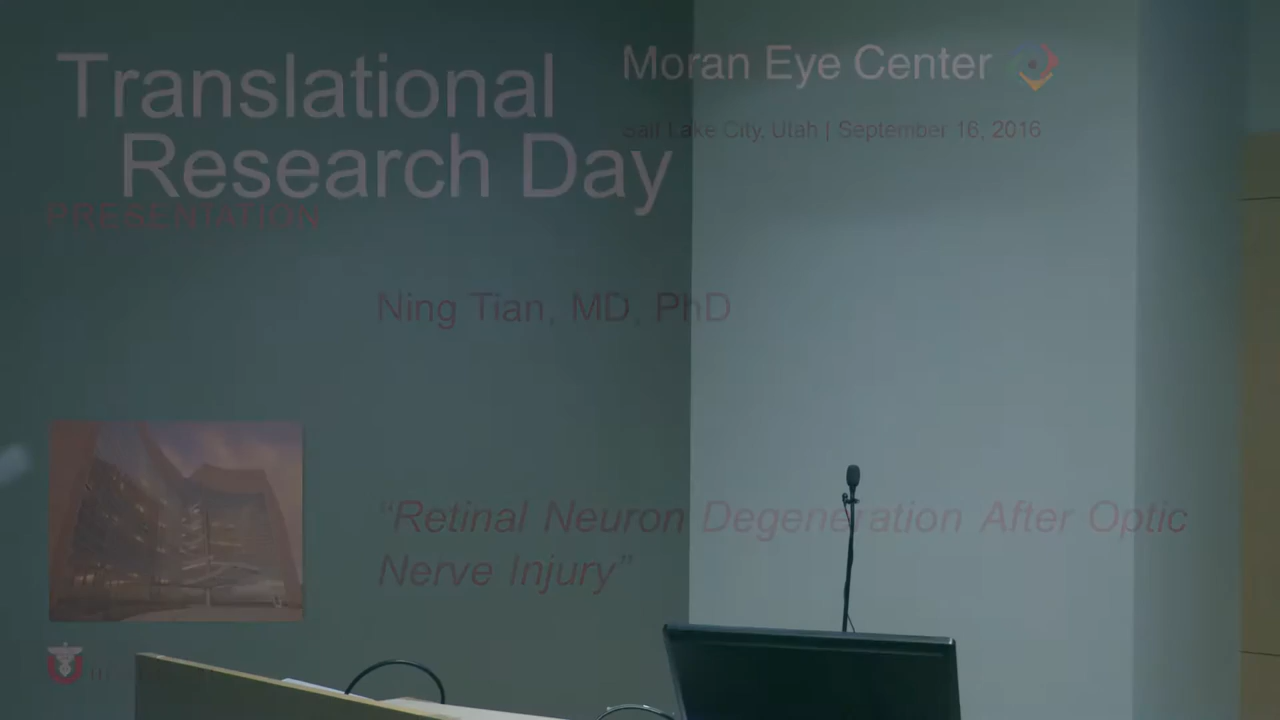 Translational
Research Day
Moran Eye Center
Salt Lake City, Utah | September 16, 2016
PRESENTATION
Ning Tian, MD, PhD
“Retinal Neuron Degeneration After Optic
Nerve Injury”